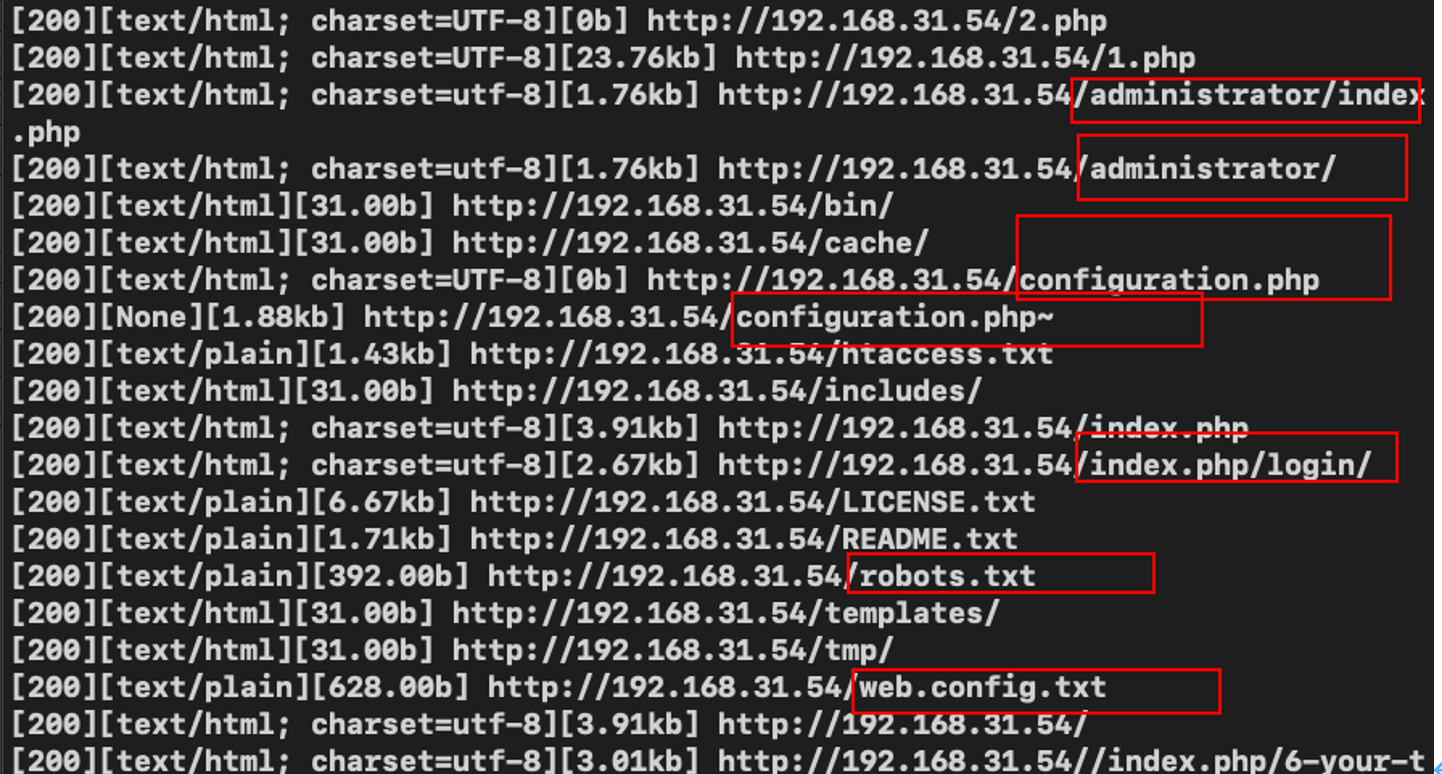 [200][text/html; charset=UTF-8][0b] http://192.168.31.54/2.php
[200][text/html; charset=UTF-8][23.76kb] http://192.168.31.54/1.php
[200][text/html; charset=utf-8][1.76kb] http://192.168.31.54/administrator/index
.php
[200][text/html; charset=utf-8][1.76kb] http://192.168.31.54/administrator/
[200][text/html][31.00b] http://192.168.31.54/bin/
[200][text/html][31.00b] http://192.168.31.54/cache/
[200][text/html; charset=UTF-8][0b] http://192.168.31.54/configuration.php
[200][None][1.88kb] http://192.168.31.54/configuration.php~
[200][text/plain][1.43kb] http://192.168.31.54/htaccess.txt
[200][text/html][31.00b] http://192.168.31.54/includes/
[200][text/html; charset=utf-8][3.91kb] http://192.168.31.54/index.php
[200][text/html; charset=utf-8][2.67kb] http://192.168.31.54/index.php/login/
[200][text/plain][6.67kb] http://192.168.31.54/LICENSE.txt
[200][text/plain][1.71kb] http://192.168.31.54/README.txt
[200][text/plain][392.00b] http://192.168.31.54/robots.txt
[200][text/html][31.00b] http://192.168.31.54/templates/
[200][text/html][31.00b] http://192.168.31.54/tmp/
[200][text/plain][628.00b] http://192.168.31.54/web.config.txt
[200][text/html; charset=utf-8][3.91kb] http://192.168.31.54/
[200][text/html; charset=utf-8][3.01kb] http://192.168.31.54//index.php/6-your-t